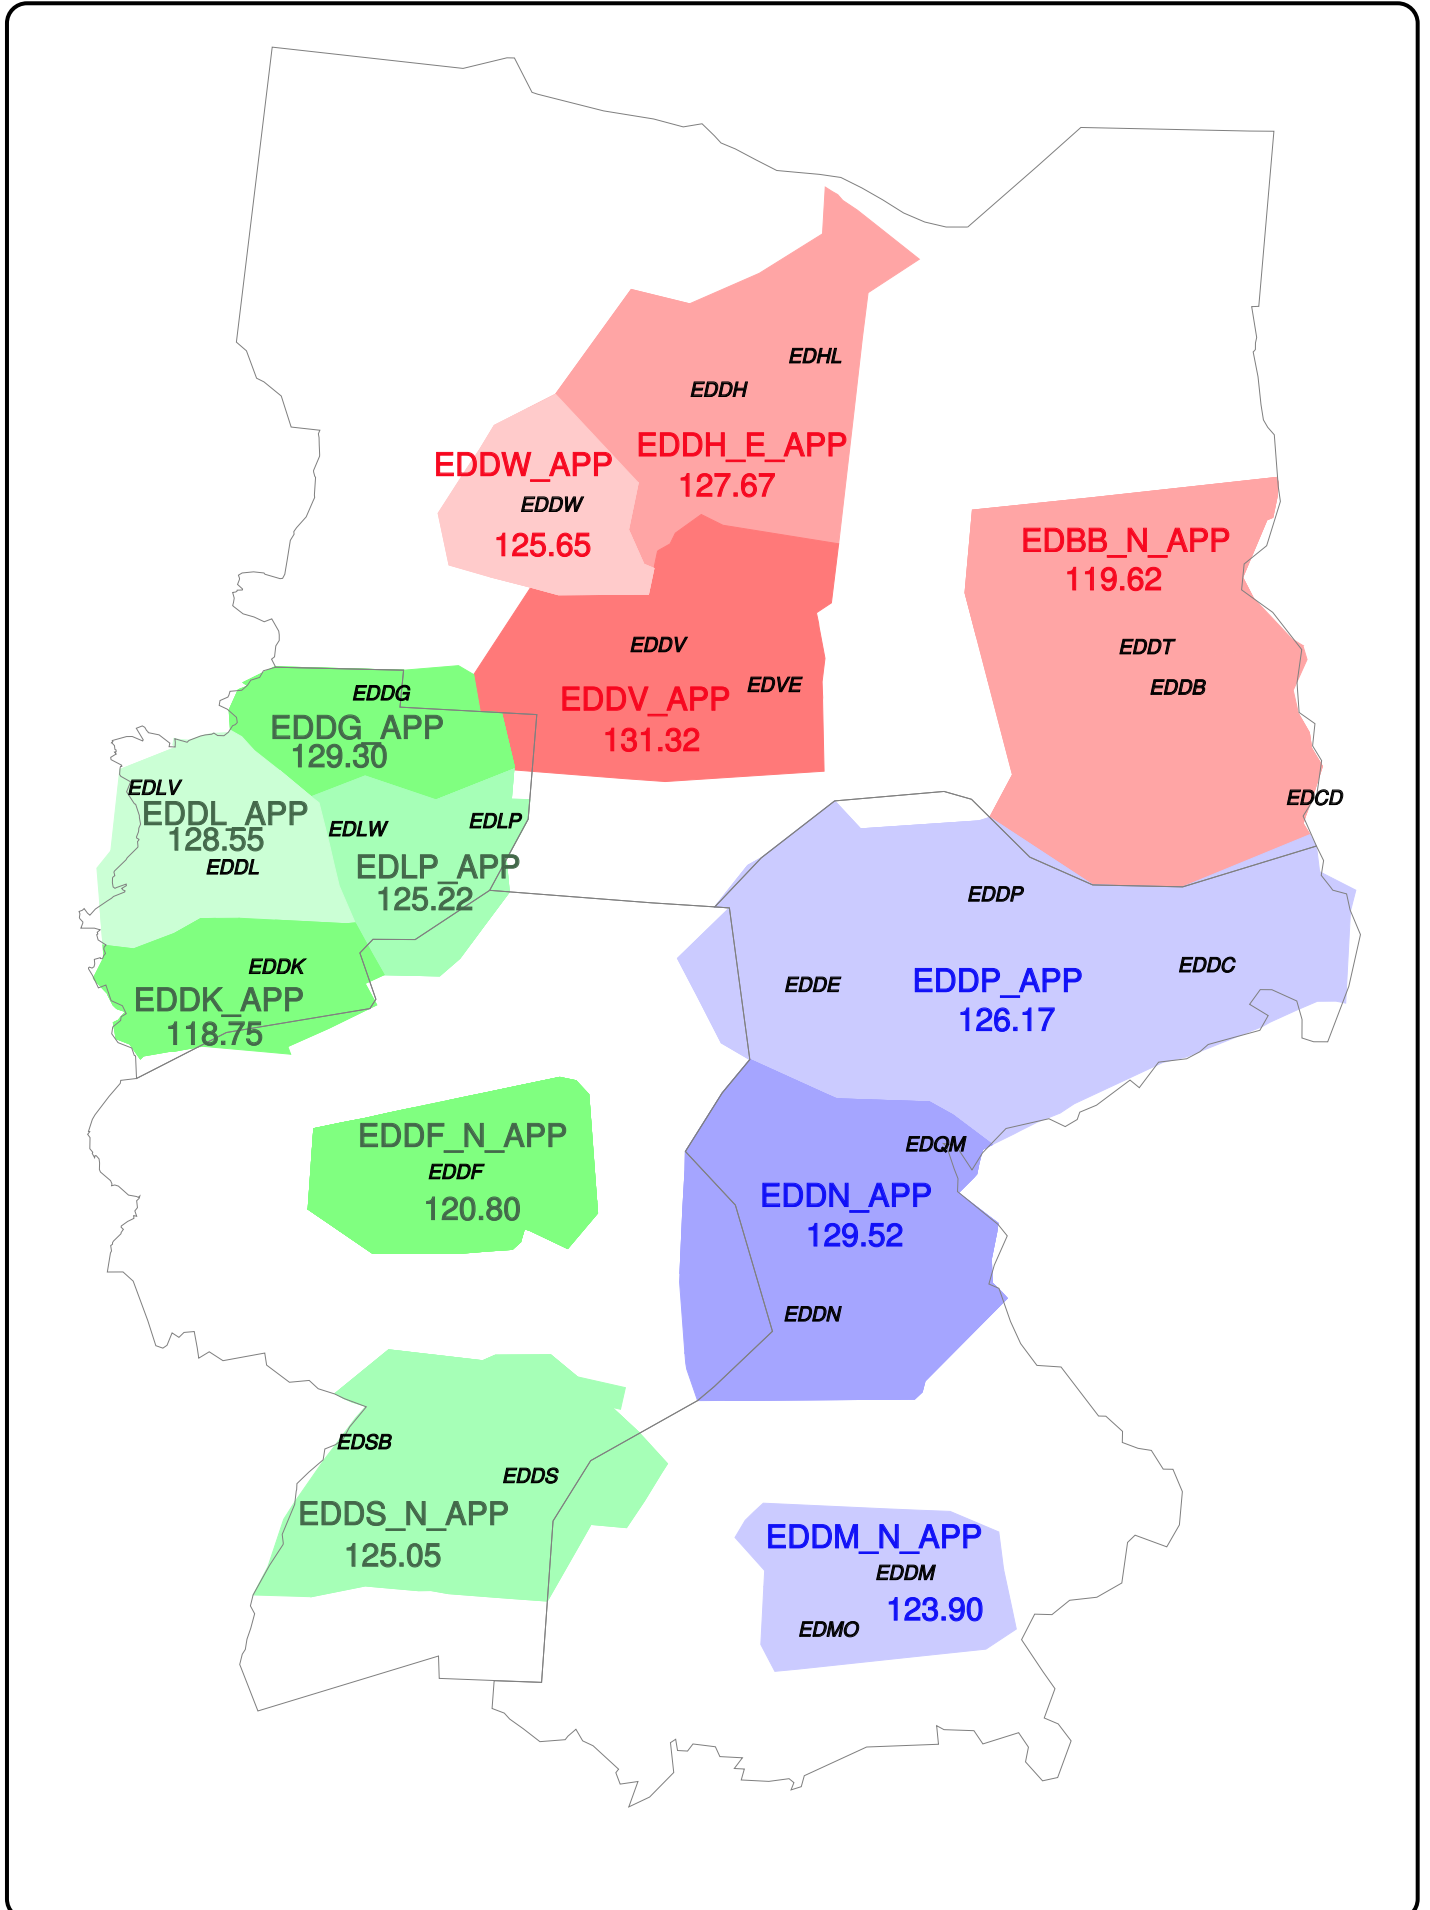 EDHL
EDDH
EDDH_E_APP
127.67
EDDW_APP
EDDW
125.65
EDBB_N_APP
119.62
EDDT
EDDB
EDCD
EDDV
EDVE
EDDV_APP
131.32
EDDG
EDDG_APP
129.30
EDLV
EDDL_APP
128.55
EDDL
EDLW
EDLP
EDLP_APP
125.22
EDDK
EDDK_APP
118.75
EDDP
EDDC
EDDE
EDDP_APP
126.17
EDDF_N_APP
EDDF
120.80
EDQM
EDDN_APP
129.52
EDDN
EDSB
EDDS
EDDS_N_APP
125.05
EDDM_N_APP
EDDM
123.90
EDMO